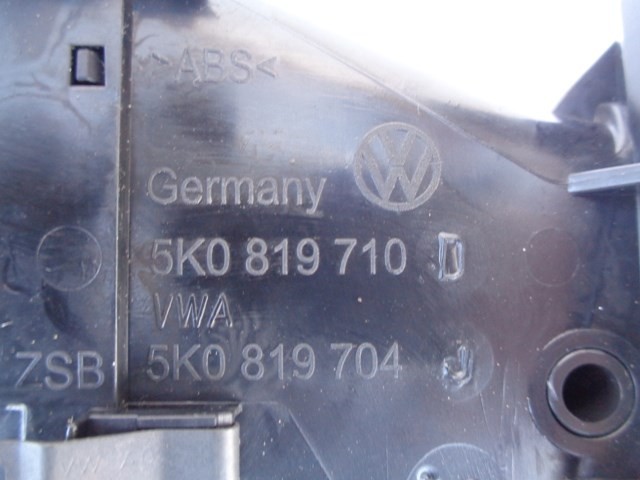 >ABS<
Germany
5K0 819 710 D
VWA
ZSB 5K0 819 704 J